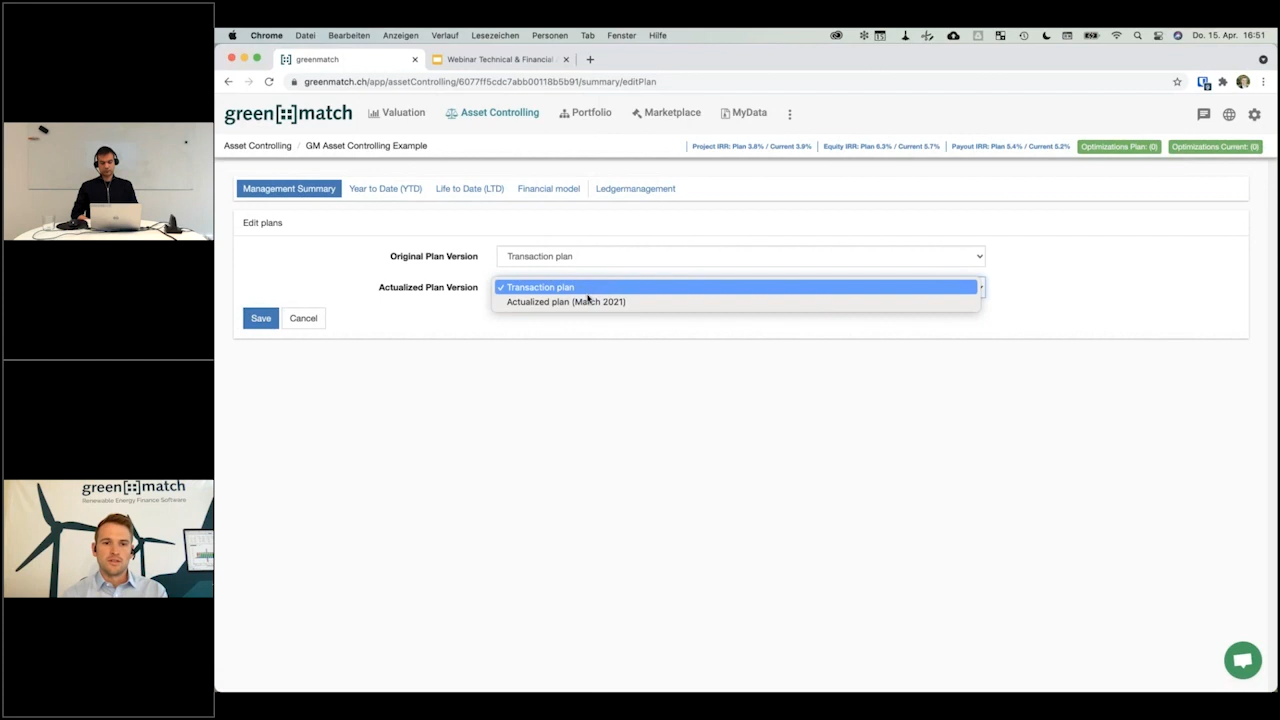 Chrome Datei Bearbeiten Anzeigen Verlauf Lesezeichen Personen Tab Fenster Hilfe Do. 15. Apr. 16:51
greenmatch Webinar Technical & Financial
greenmatch.ch/app/assetControlling/6077ff5cdc7abb00118b5b91/summary/editPlan
green[::]match Valuation Asset Controlling Portfolio Marketplace MyData
Asset Controlling / GM Asset Controlling Example Project IRR: Plan 3.8% / Current 3.9% Equity IRR: Plan 6.3% / Current 5.7% Payout IRR: Plan 5.4% / Current 5.2% Optimizations Plan: (0) Optimizations Current: (0)
Management Summary Year to Date (YTD) Life to Date (LTD) Financial model Ledgermanagement
Edit plans
Original Plan Version Transaction plan
Actualized Plan Version Transaction plan
Actualized plan (March 2021)
Save Cancel
green[::]match
Renewable Energy Finance Software